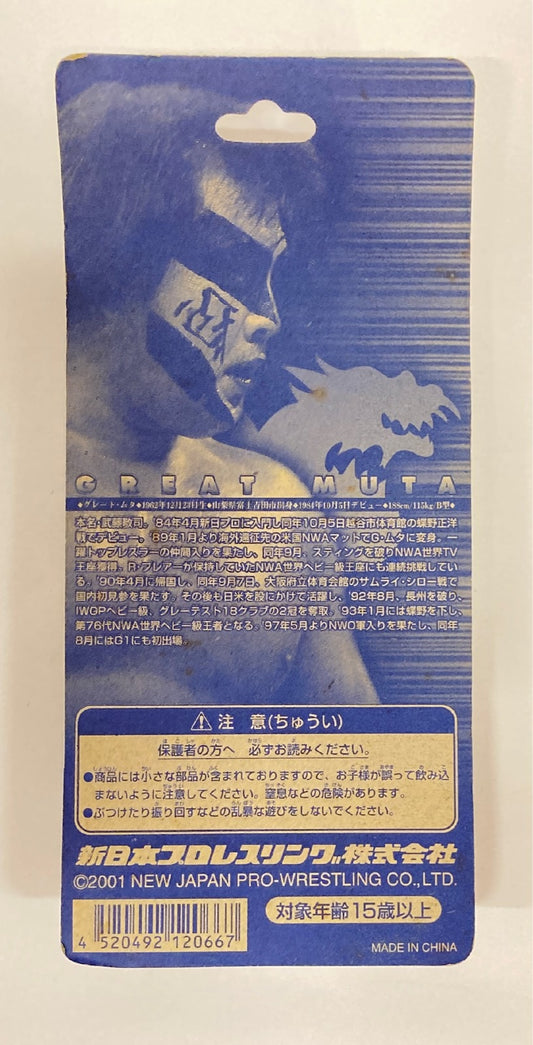 GREAT MUTA
◆グレート・ムタ◆1962年12月23日生◆山梨県富士吉田市出身◆1984年10月5日デビュー◆188cm/115kg/B型◆
本名・武藤敬司。'84年4月新日プロに入門し同年10月5日越谷市体育館の蝶野正洋
戦でデビュー、'89年1月より海外遠征先の米国NWAマットでG・ムタに変身。一
躍トップレスラーの仲間入りを果たし、同年9月、スティングを破りNWA世界TV
王座獲得。R・フレアーが保持していたNWA世界ヘビー級王座にも連続挑戦してい
る。'90年4月に帰国し、同年9月7日、大阪府立体育会館のサムライ・シロー戦で
国内初見参を果たす。その後も日米を股にかけて活躍し、'92年8月、長州を破り、
IWGPヘビー級、グレーテスト18クラブの2冠を奪取。'93年1月には蝶野を下し、
第76代NWA世界ヘビー級王者となる。'97年5月よりNWO軍入りを果たし、同年
8月にはG1にも初出場。
注 意(ちゅうい)
保護者の方へ 必ずお読みください。
●商品には小さな部品が含まれておりますので、お子様が誤って飲み込
まないように注意してください。窒息などの危険があります。
●ぶつけたり振り回すなどの乱暴な遊びをしないでください。
新日本プロレスリング株式会社
©2001 NEW JAPAN PRO-WRESTLING CO.,LTD.
4 520492 120667
対象年齢15歳以上
MADE IN CHINA